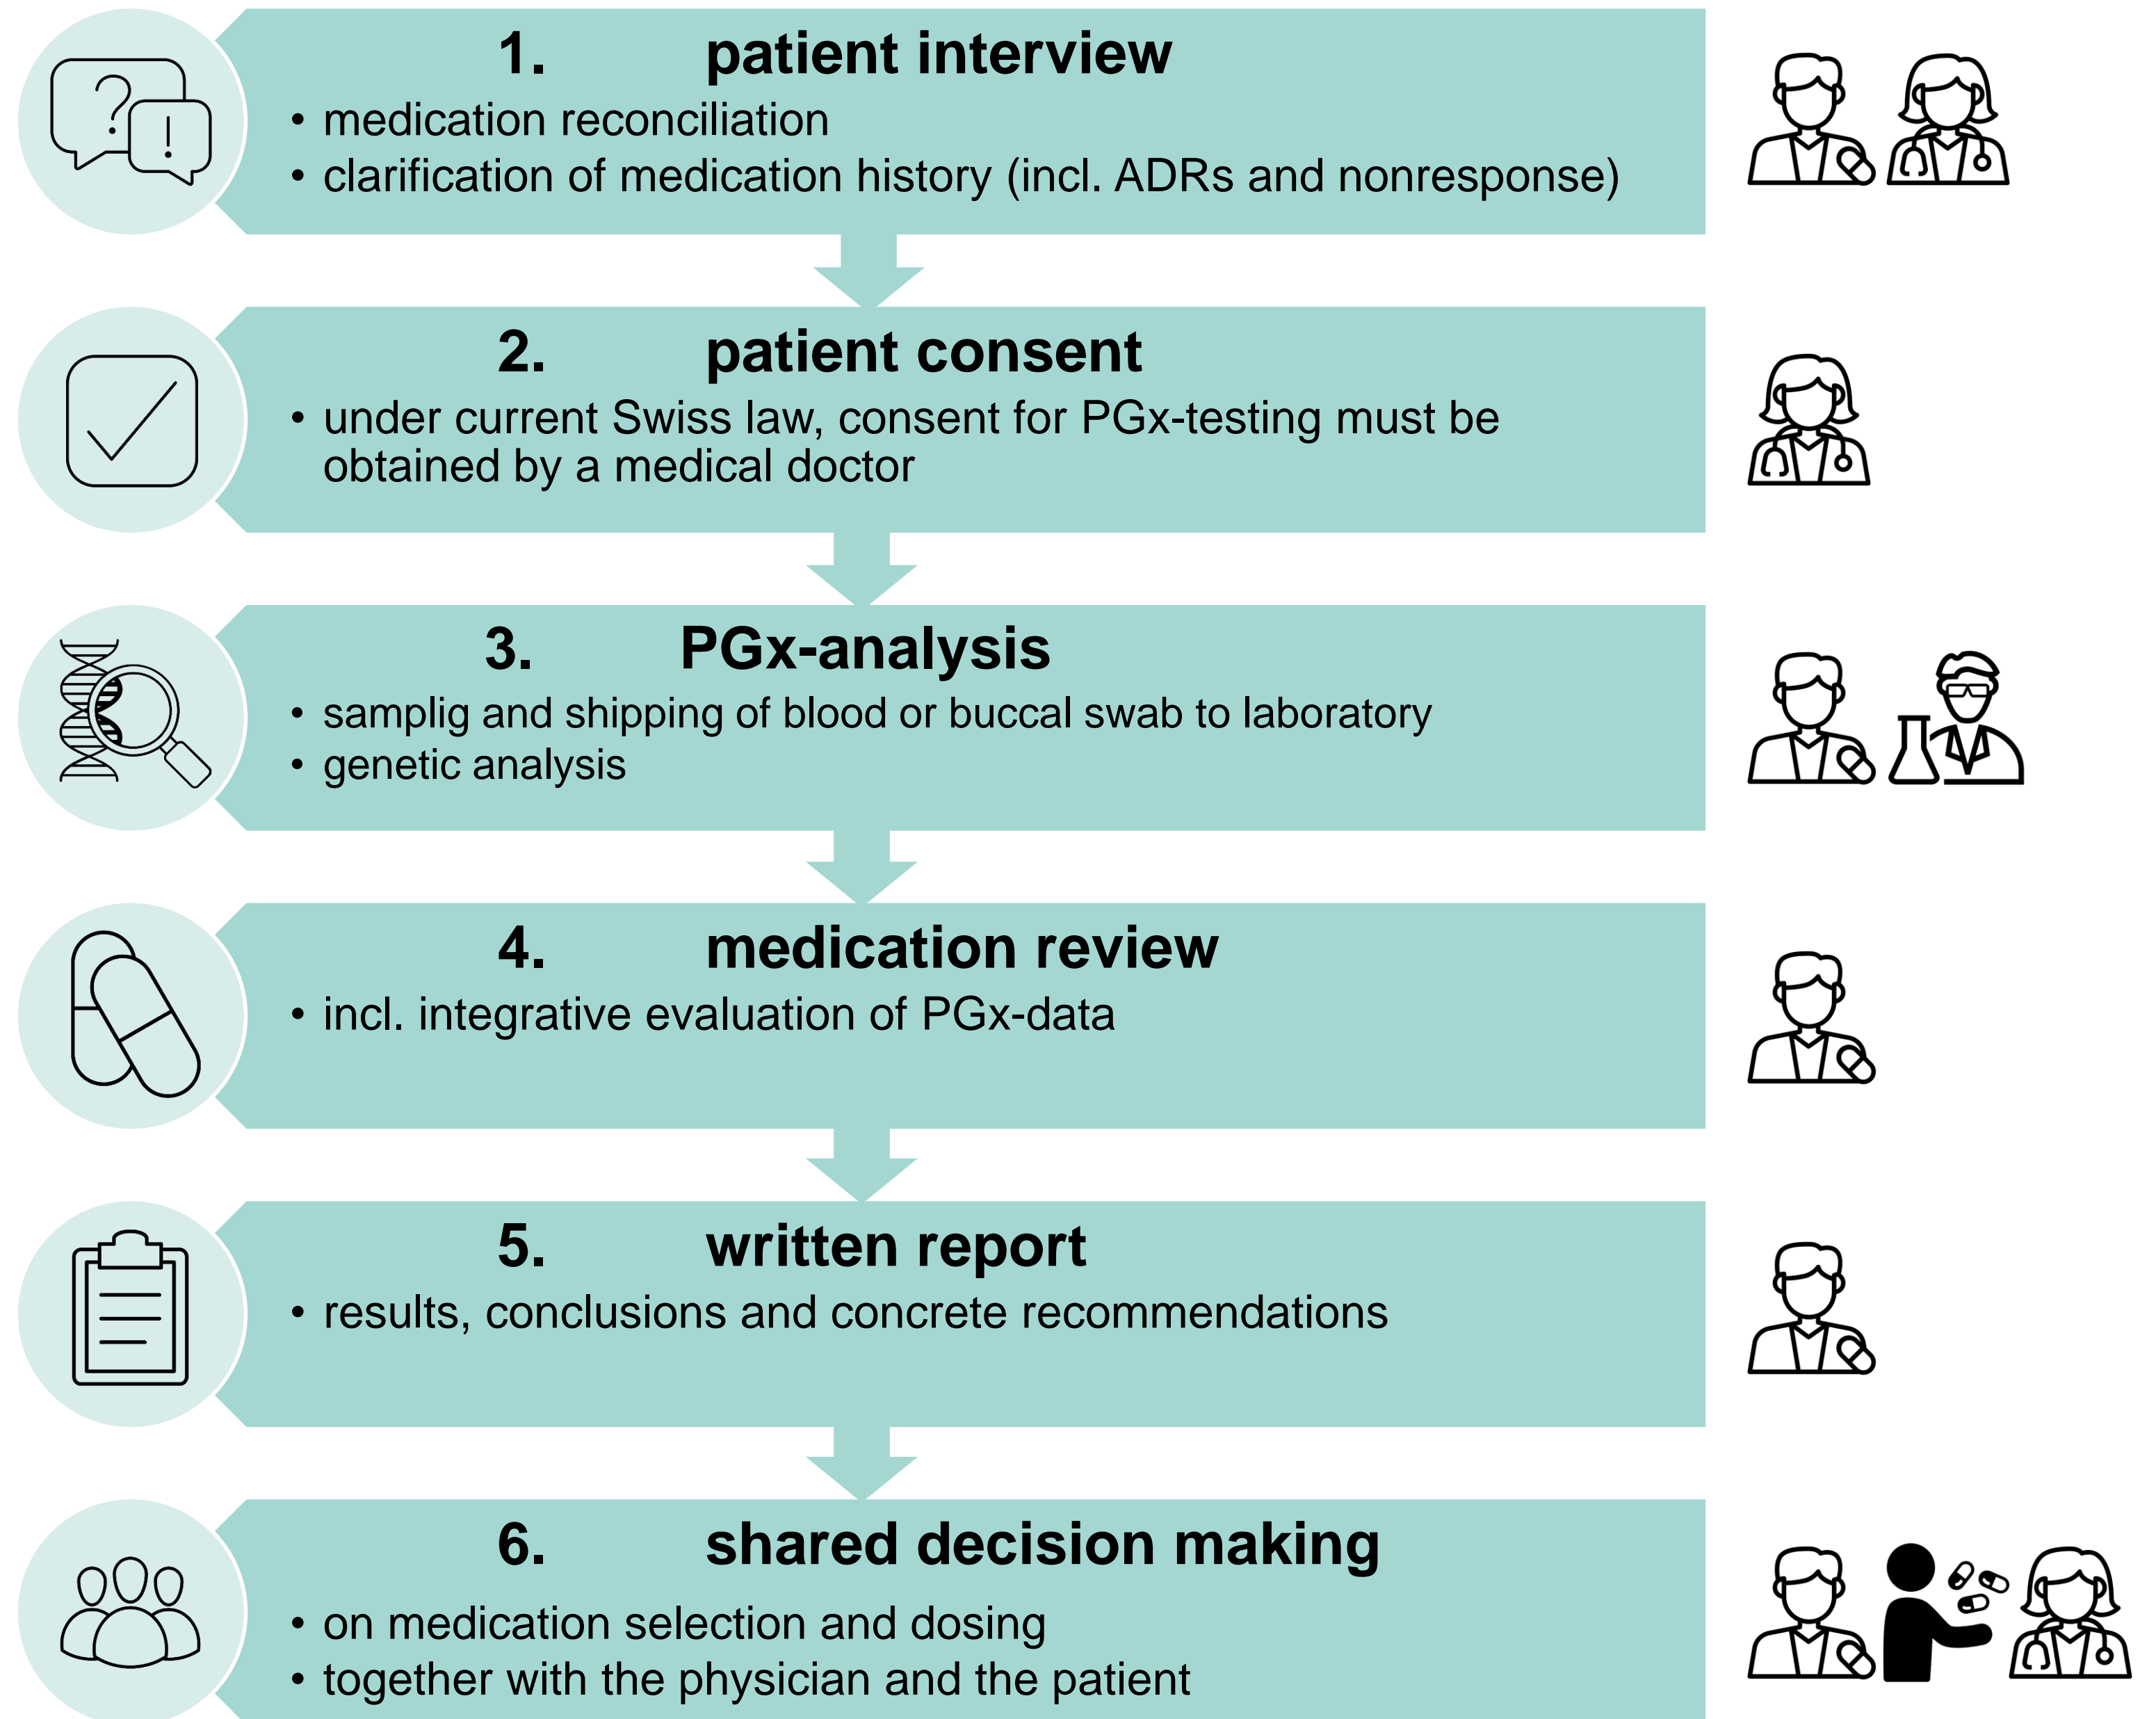 1. patient interview
• medication reconciliation
• clarification of medication history (incl. ADRs and nonresponse)
2. patient consent
• under current Swiss law, consent for PGx-testing must be
obtained by a medical doctor
3. PGx-analysis
• samplig and shipping of blood or buccal swab to laboratory
• genetic analysis
4. medication review
• incl. integrative evaluation of PGx-data
5. written report
• results, conclusions and concrete recommendations
6. shared decision making
• on medication selection and dosing
• together with the physician and the patient